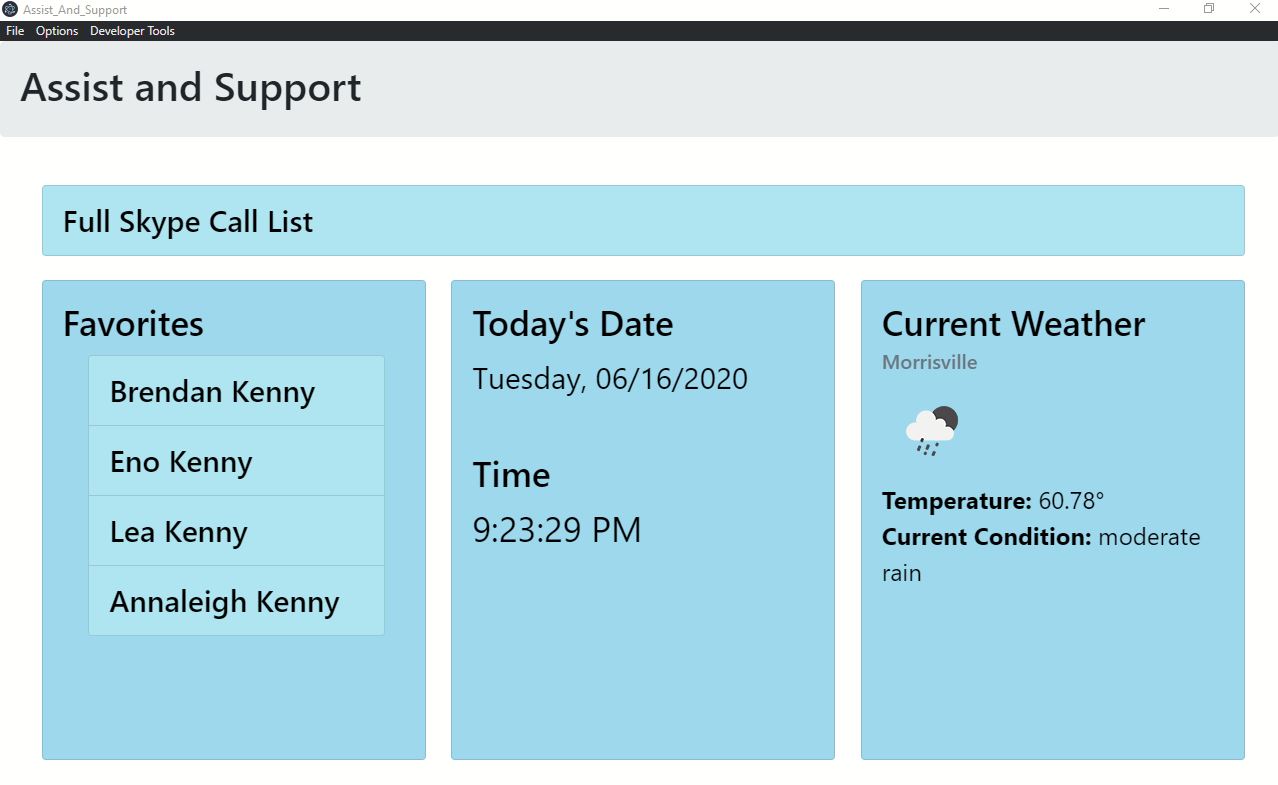 Assist_And_Support
File Options Developer Tools
Assist and Support
Full Skype Call List
Favorites
Brendan Kenny
Eno Kenny
Lea Kenny
Annaleigh Kenny
Today's Date
Tuesday, 06/16/2020
Time
9:23:29 PM
Current Weather
Morrisville
Temperature: 60.78°
Current Condition: moderate
rain